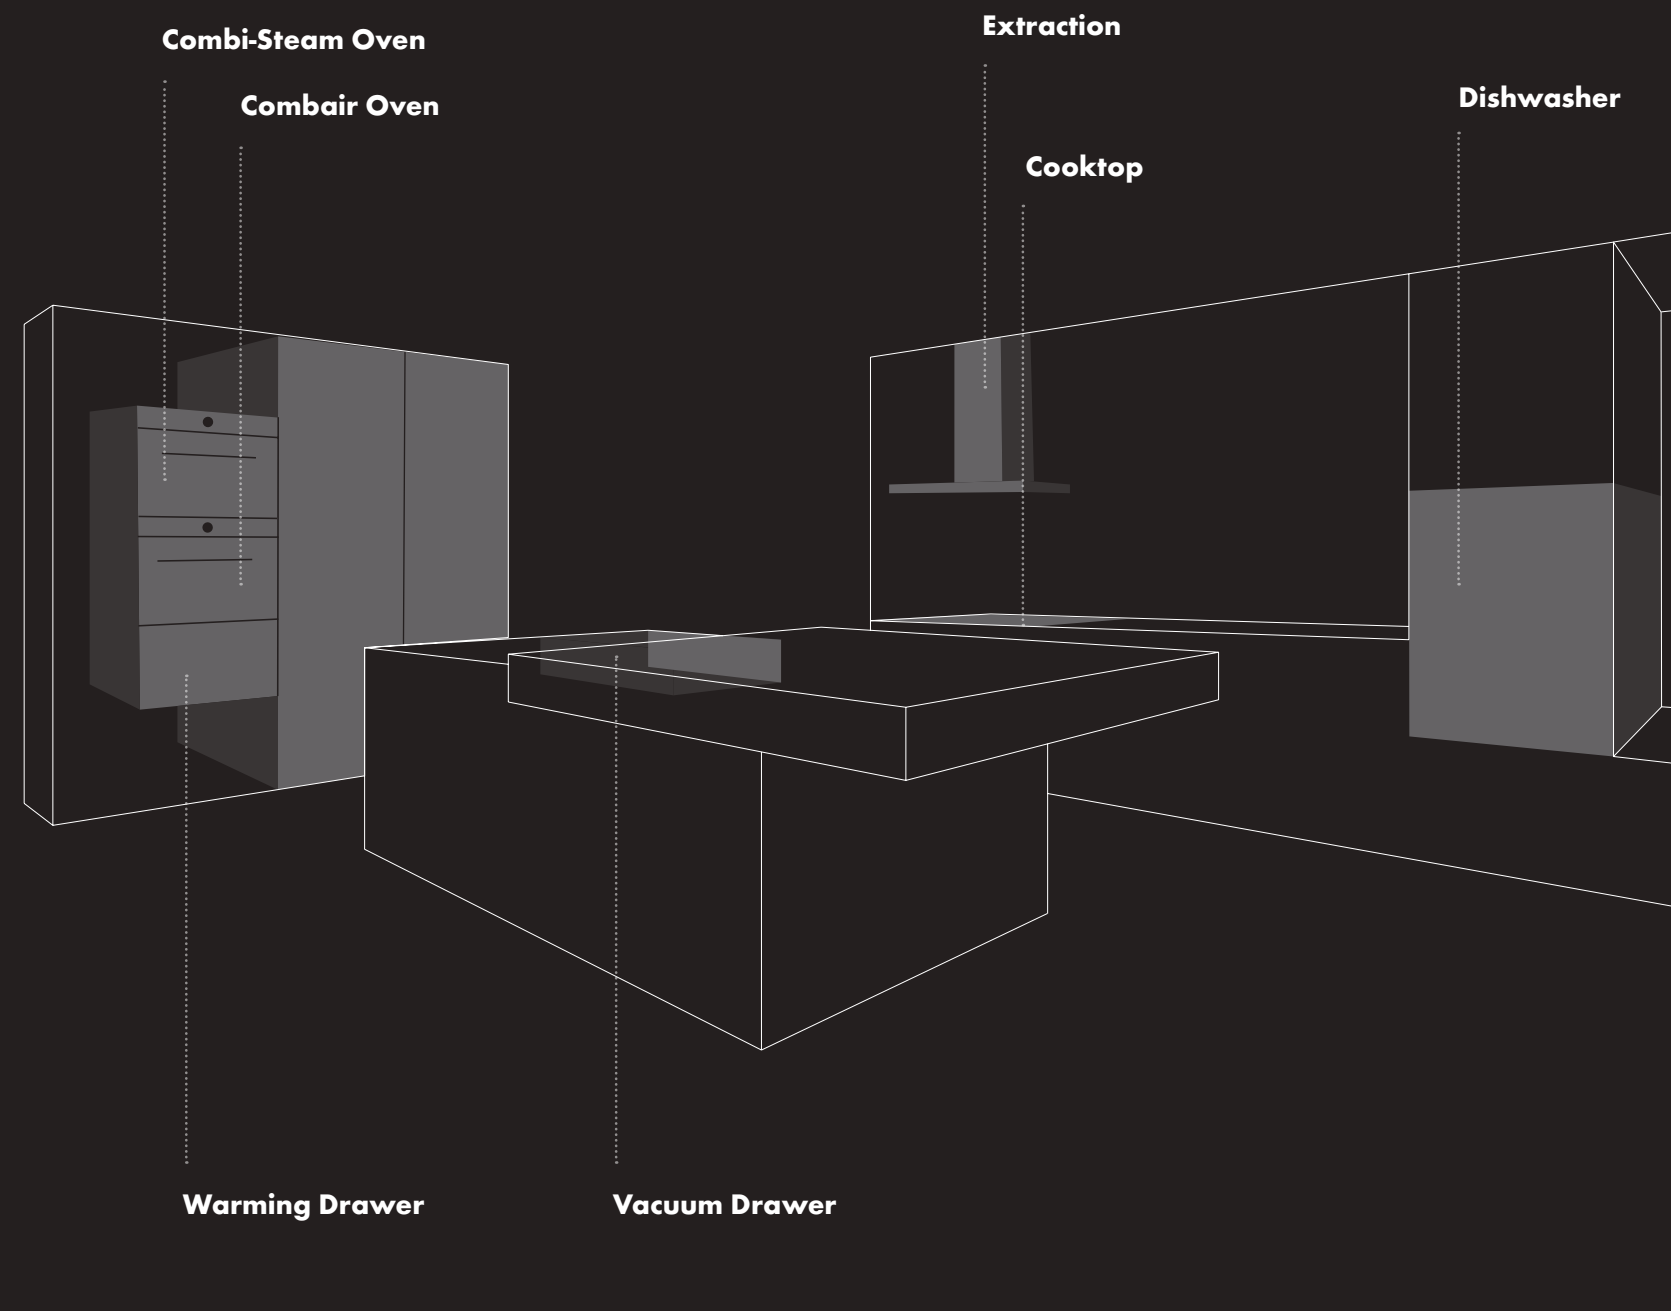 Combi-Steam Oven
Combair Oven
Extraction
Cooktop
Dishwasher
Warming Drawer
Vacuum Drawer